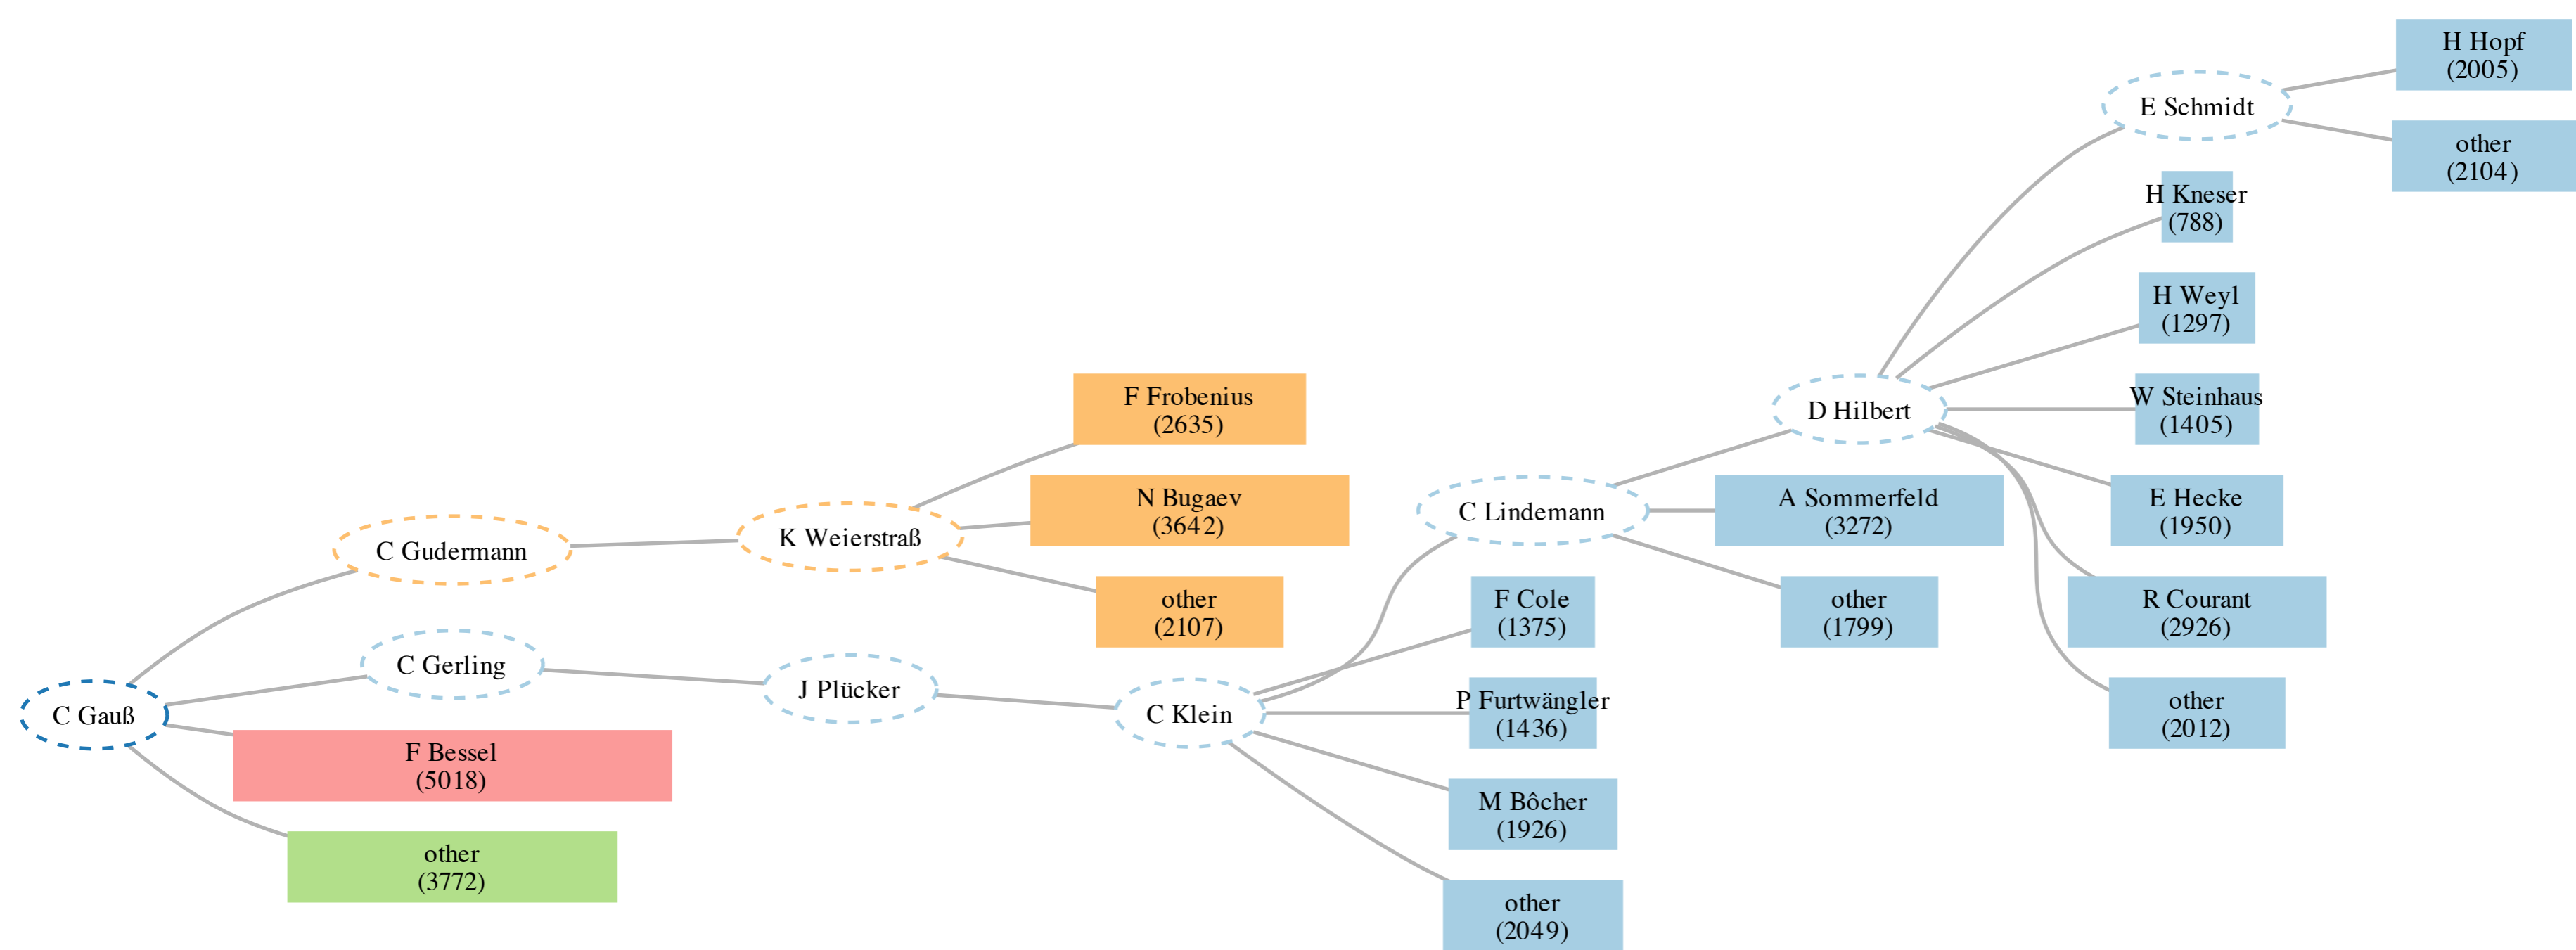 H Hopf
(2005)
E Schmidt
other
(2104)
H Kneser
(788)
H Weyl
(1297)
F Frobenius
(2635)
D Hilbert
W Steinhaus
(1405)
N Bugaev
(3642)
C Lindemann
A Sommerfeld
(3272)
E Hecke
(1950)
C Gudermann
K Weierstraß
other
(2107)
F Cole
(1375)
other
(1799)
R Courant
(2926)
C Gerling
J Plücker
C Gauß
C Klein
P Furtwängler
(1436)
other
(2012)
F Bessel
(5018)
M Bôcher
(1926)
other
(3772)
other
(2049)